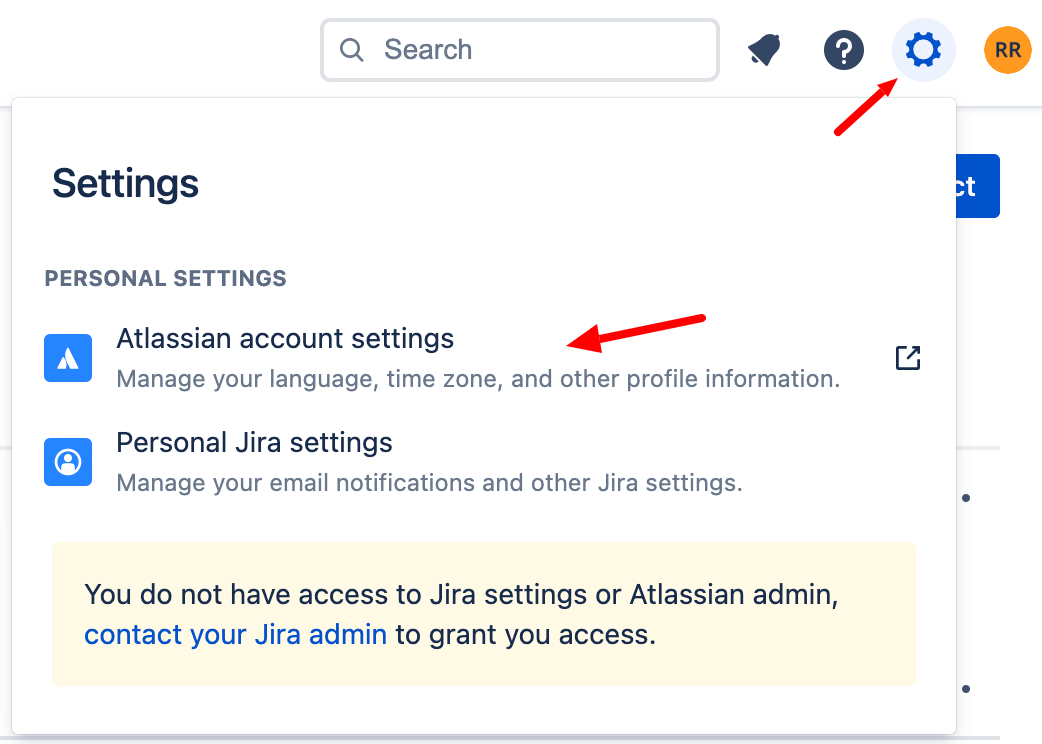 Search
?
RR
Settings
ct
PERSONAL SETTINGS
Atlassian account settings
Manage your language, time zone, and other profile information.
Personal Jira settings
Manage your email notifications and other Jira settings.
You do not have access to Jira settings or Atlassian admin,
contact your Jira admin to grant you access.